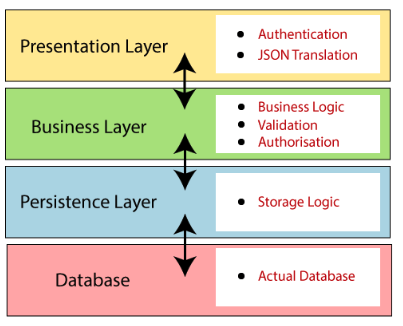 Presentation Layer
• Authentication
• JSON Translation
Business Layer
• Business Logic
• Validation
• Authorisation
Persistence Layer
• Storage Logic
Database
• Actual Database